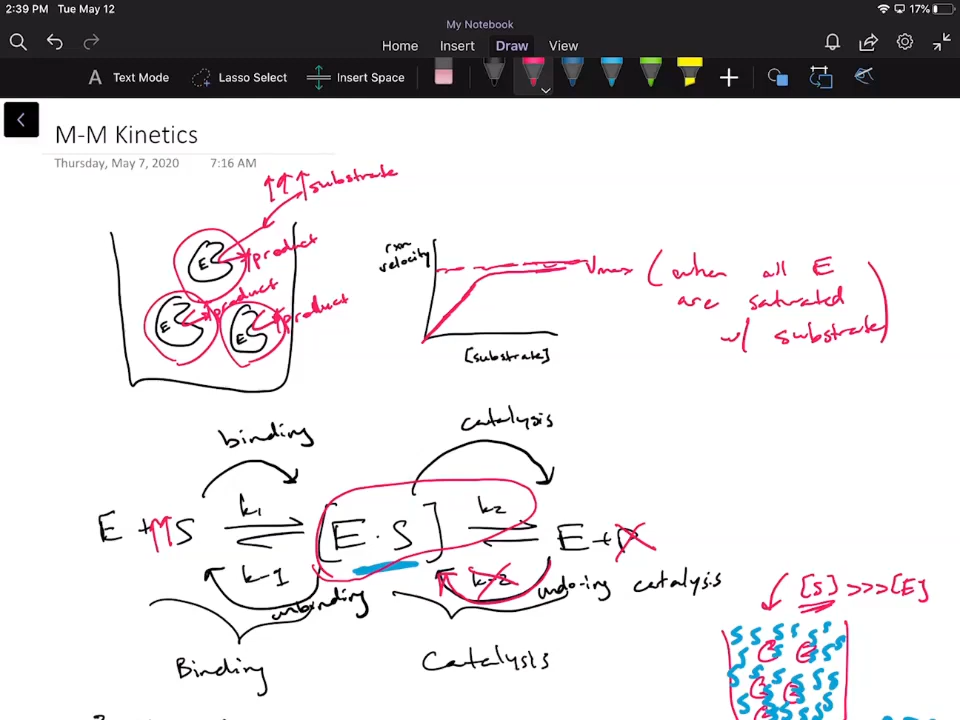 2:39 PM Tue May 12
17%
My Notebook
Home Insert Draw View
Text Mode Lasso Select Insert Space
M-M Kinetics
Thursday, May 7, 2020 7:16 AM
↑↑↑ substrate
E → product
E → product
E → product
rxn
velocity
[substrate]
Vmax (when all E
are saturated
w/ substrate)
binding
catalysis
k1
k2
E + ↑↑S ⇌ [E·S] ⇌ E + P
k-1
k-2
unbinding
undo-ing catalysis
Binding
Catalysis
[S] >>> [E]
S S S S S
S S S S
S S S S S
S S S S
S S S S